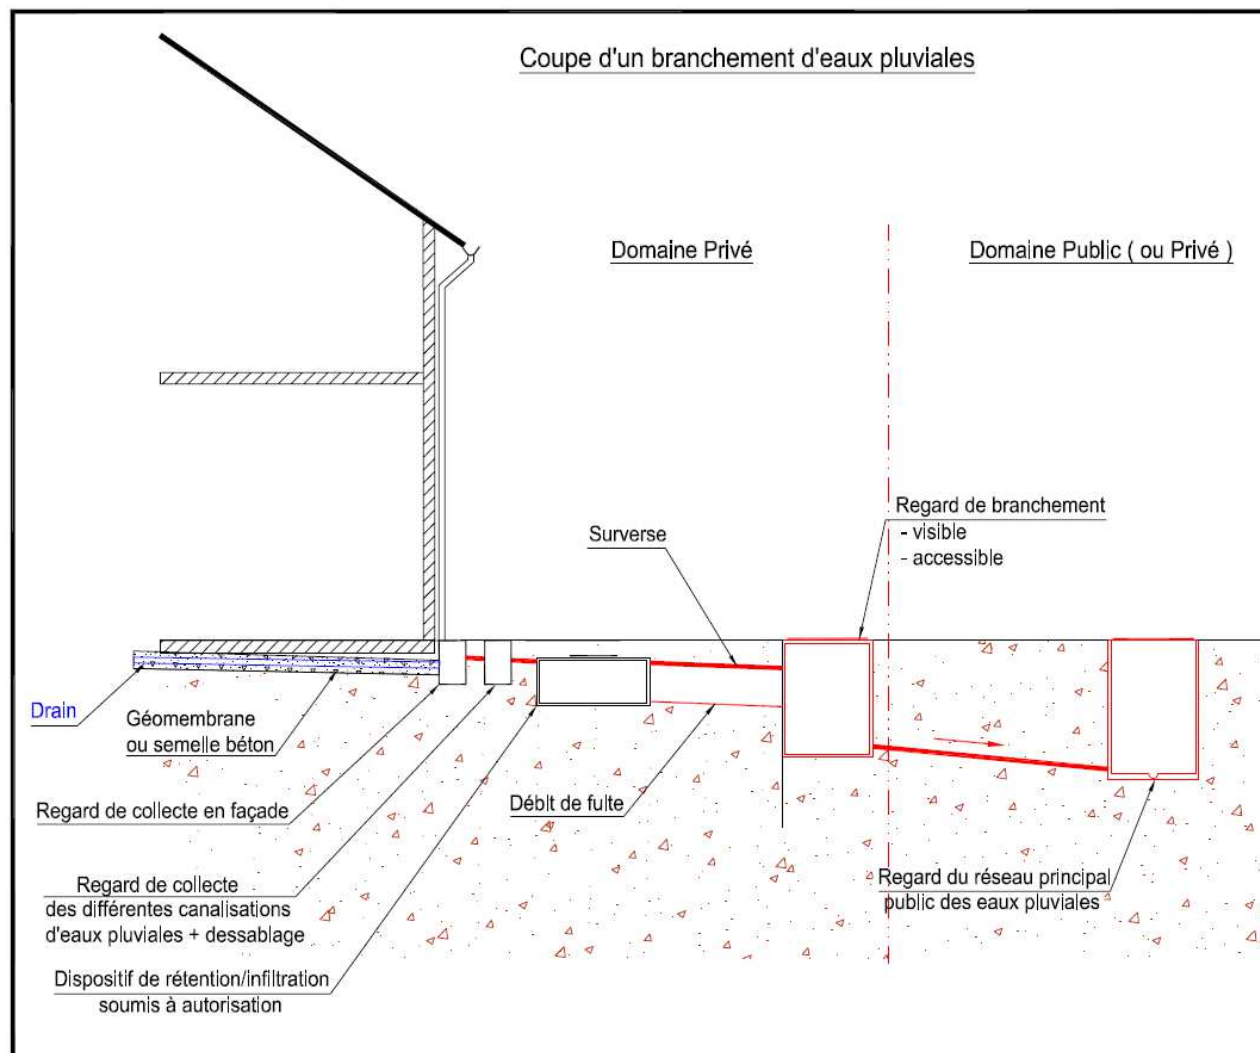 Coupe d'un branchement d'eaux pluviales
Domaine Privé
Domaine Public ( ou Privé )
Regard de branchement
- visible
- accessible
Surverse
Drain
Géomembrane
ou semelle béton
Débit de fuite
Regard de collecte en façade
Regard de collecte
des différentes canalisations
d'eaux pluviales + dessablage
Regard du réseau principal
public des eaux pluviales
Dispositif de rétention/infiltration
soumis à autorisation